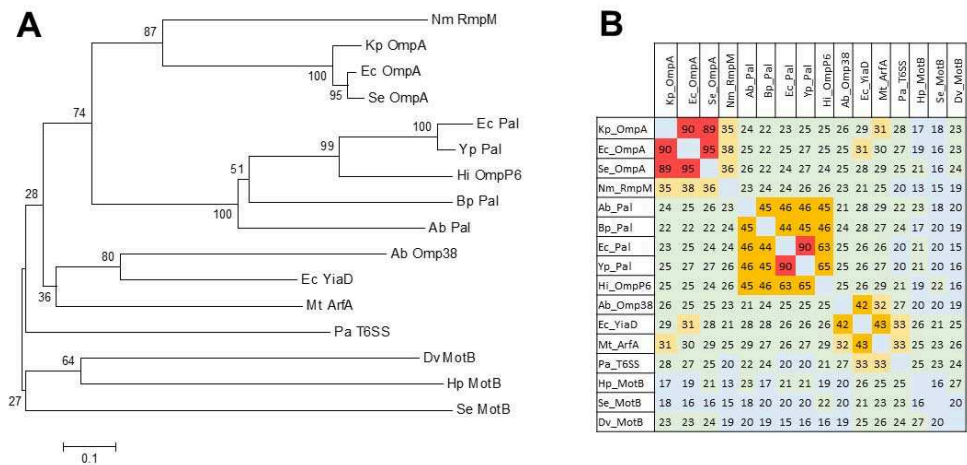 A
Nm RmpM
87
Kp OmpA
100
Ec OmpA
95
Se OmpA
74
Ec Pal
100
Yp Pal
99
Hi OmpP6
51
Bp Pal
28
100
Ab Pal
Ab Omp38
80
Ec YiaD
36
Mt ArfA
Pa T6SS
Dv MotB
64
Hp MotB
27
Se MotB
0.1
B
Kp_OmpA Ec_OmpA Se_OmpA Nm_RmpM Ab_Pal Bp_Pal Ec_Pal Yp_Pal Hi_OmpP6 Ab_Omp38 Ec_YiaD Mt_ArfA Pa_T6SS Hp_MotB Se_MotB Dv_MotB
Kp_OmpA 90 89 35 24 22 23 25 25 26 29 31 28 17 18 23
Ec_OmpA 90 95 38 25 22 25 27 25 25 31 30 27 19 16 23
Se_OmpA 89 95 36 26 22 24 27 24 25 28 29 25 21 16 24
Nm_RmpM 35 38 36 23 24 24 26 26 23 21 25 20 13 15 19
Ab_Pal 24 25 26 23 45 46 46 45 21 28 29 22 23 18 20
Bp_Pal 22 22 22 24 45 44 45 46 24 28 27 24 17 20 19
Ec_Pal 23 25 24 24 46 44 90 63 25 26 26 20 21 20 15
Yp_Pal 25 27 27 26 46 45 90 65 25 26 27 20 21 20 16
Hi_OmpP6 25 25 24 26 45 46 63 65 25 26 29 21 19 22 16
Ab_Omp38 26 25 25 23 21 24 25 25 25 42 32 27 20 20 19
Ec_YiaD 29 31 28 21 28 28 26 26 26 42 43 33 26 21 25
Mt_ArfA 31 30 29 25 29 27 26 27 29 32 43 33 25 23 26
Pa_T6SS 28 27 25 20 22 24 20 20 21 27 33 33 25 23 24
Hp_MotB 17 19 21 13 23 17 21 21 19 20 26 25 25 16 27
Se_MotB 18 16 16 15 18 20 20 20 22 20 21 23 23 16 20
Dv_MotB 23 23 24 19 20 19 15 16 16 19 25 26 24 27 20